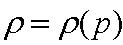 ρ = ρ(p)